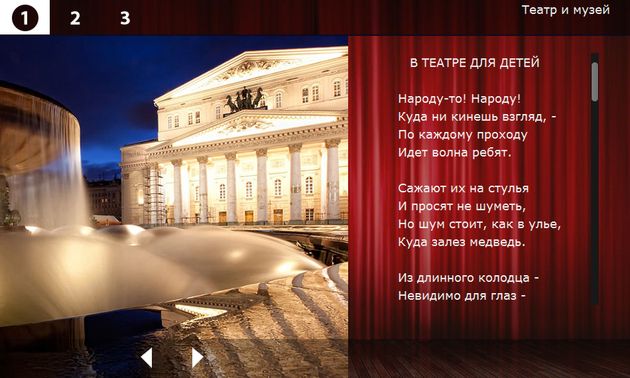 1 2 3
Театр и музей
В ТЕАТРЕ ДЛЯ ДЕТЕЙ
Народу-то! Народу!
Куда ни кинешь взгляд, -
По каждому проходу
Идет волна ребят.
Сажают их на стулья
И просят не шуметь,
Но шум стоит, как в улье,
Куда залез медведь.
Из длинного колодца -
Невидимо для глаз -